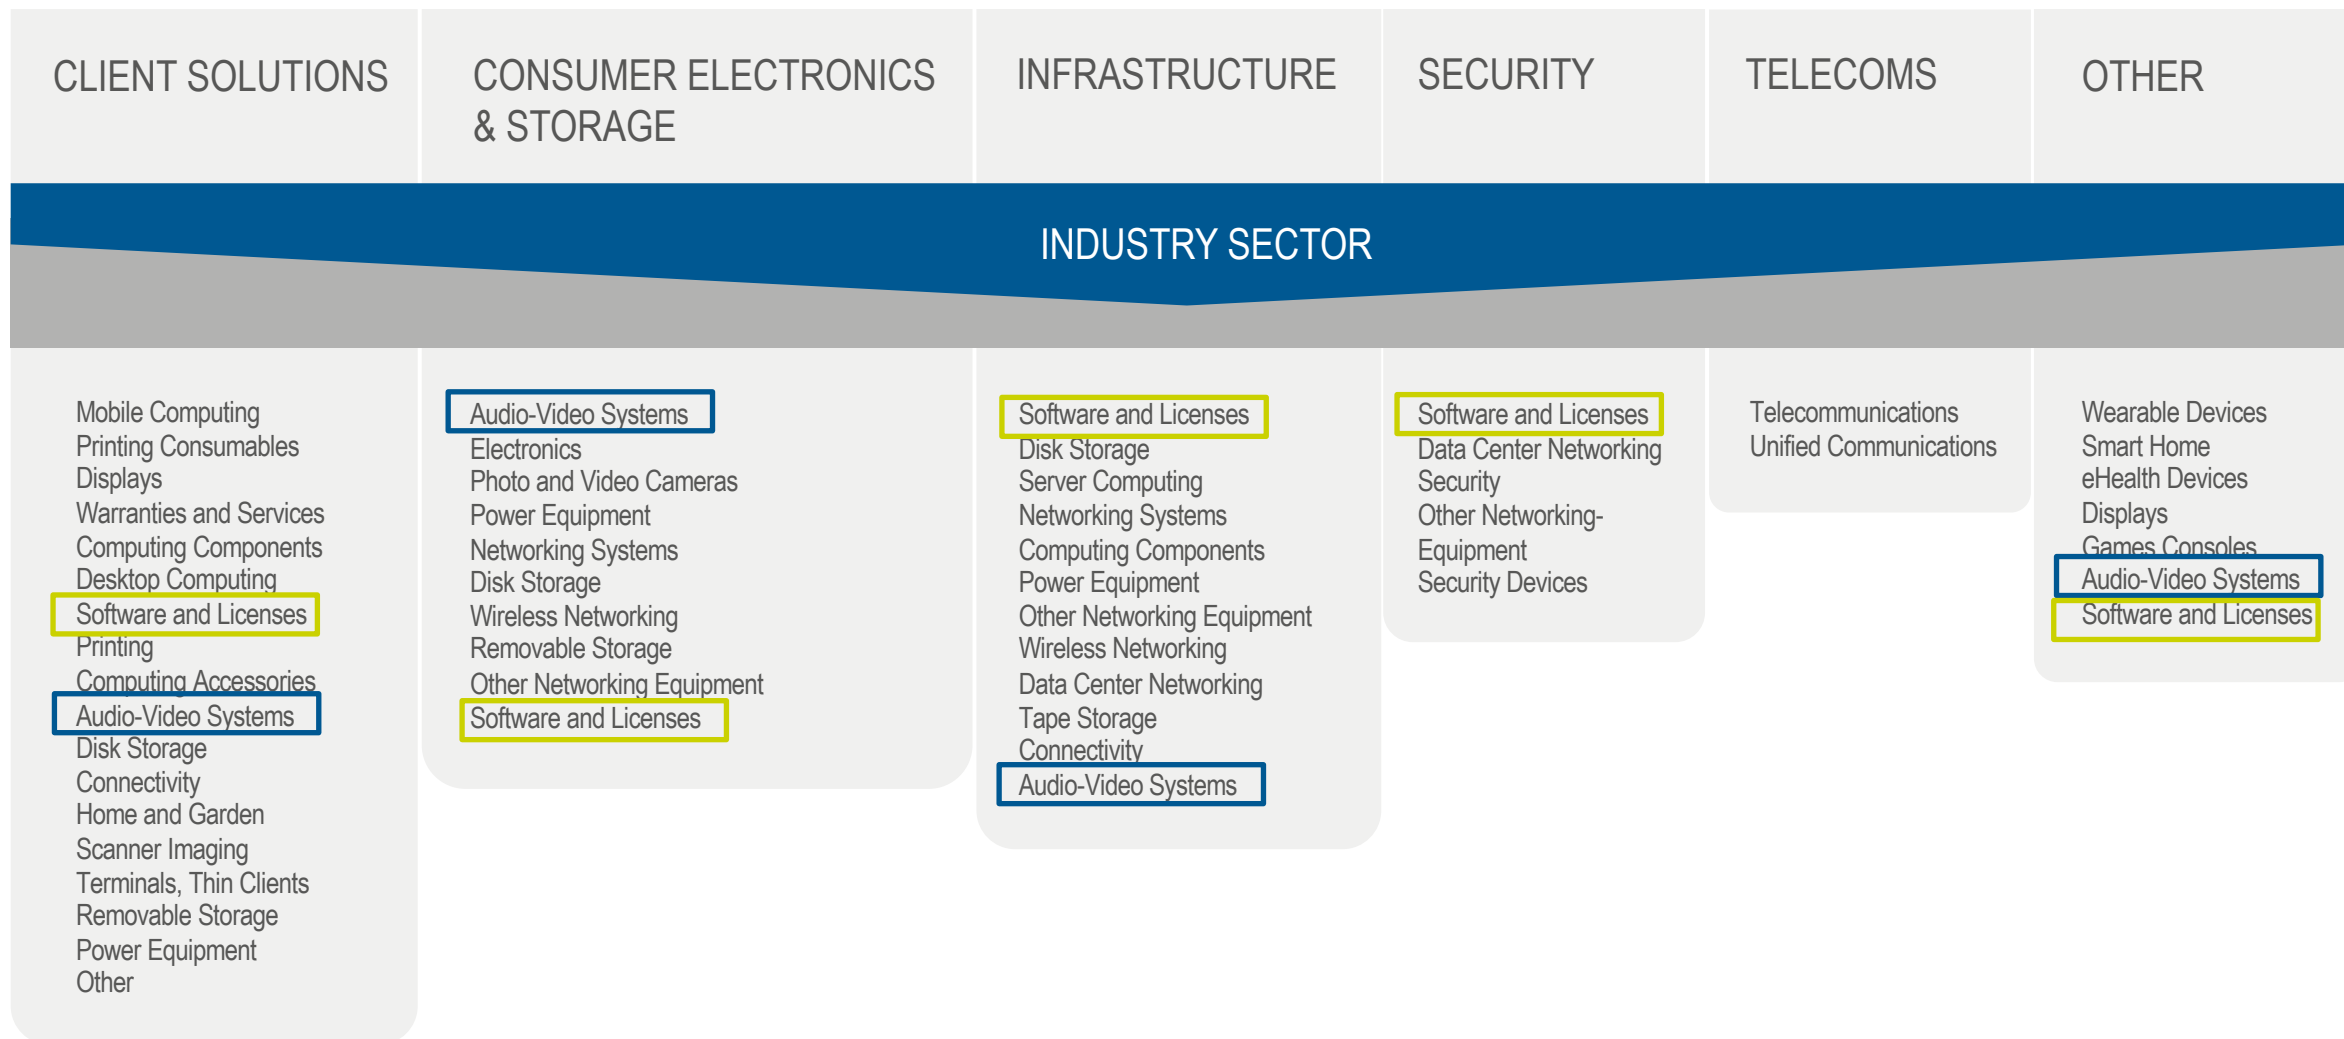 CLIENT SOLUTIONS
CONSUMER ELECTRONICS
& STORAGE
INFRASTRUCTURE
SECURITY
TELECOMS
OTHER
INDUSTRY SECTOR
Mobile Computing
Printing Consumables
Displays
Warranties and Services
Computing Components
Desktop Computing
Software and Licenses
Printing
Computing Accessories
Audio-Video Systems
Disk Storage
Connectivity
Home and Garden
Scanner Imaging
Terminals, Thin Clients
Removable Storage
Power Equipment
Other
Audio-Video Systems
Electronics
Photo and Video Cameras
Power Equipment
Networking Systems
Disk Storage
Wireless Networking
Removable Storage
Other Networking Equipment
Software and Licenses
Software and Licenses
Disk Storage
Server Computing
Networking Systems
Computing Components
Power Equipment
Other Networking Equipment
Wireless Networking
Data Center Networking
Tape Storage
Connectivity
Audio-Video Systems
Software and Licenses
Data Center Networking
Security
Other Networking-
Equipment
Security Devices
Telecommunications
Unified Communications
Wearable Devices
Smart Home
eHealth Devices
Displays
Games Consoles
Audio-Video Systems
Software and Licenses